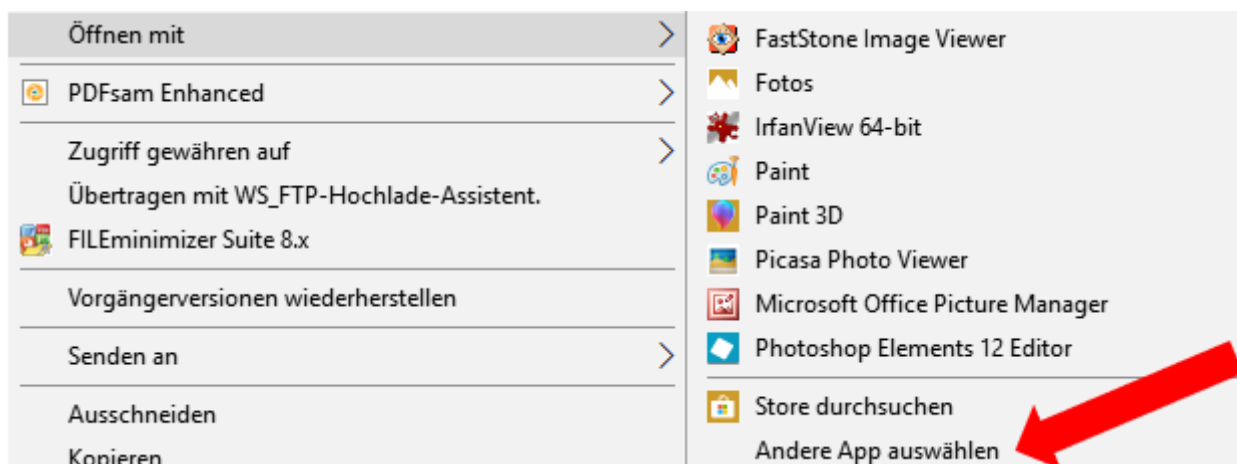 Öffnen mit
PDFsam Enhanced
Zugriff gewähren auf
Übertragen mit WS_FTP-Hochlade-Assistent.
FILEminimizer Suite 8.x
Vorgängerversionen wiederherstellen
Senden an
Ausschneiden
Kopieren
FastStone Image Viewer
Fotos
IrfanView 64-bit
Paint
Paint 3D
Picasa Photo Viewer
Microsoft Office Picture Manager
Photoshop Elements 12 Editor
Store durchsuchen
Andere App auswählen